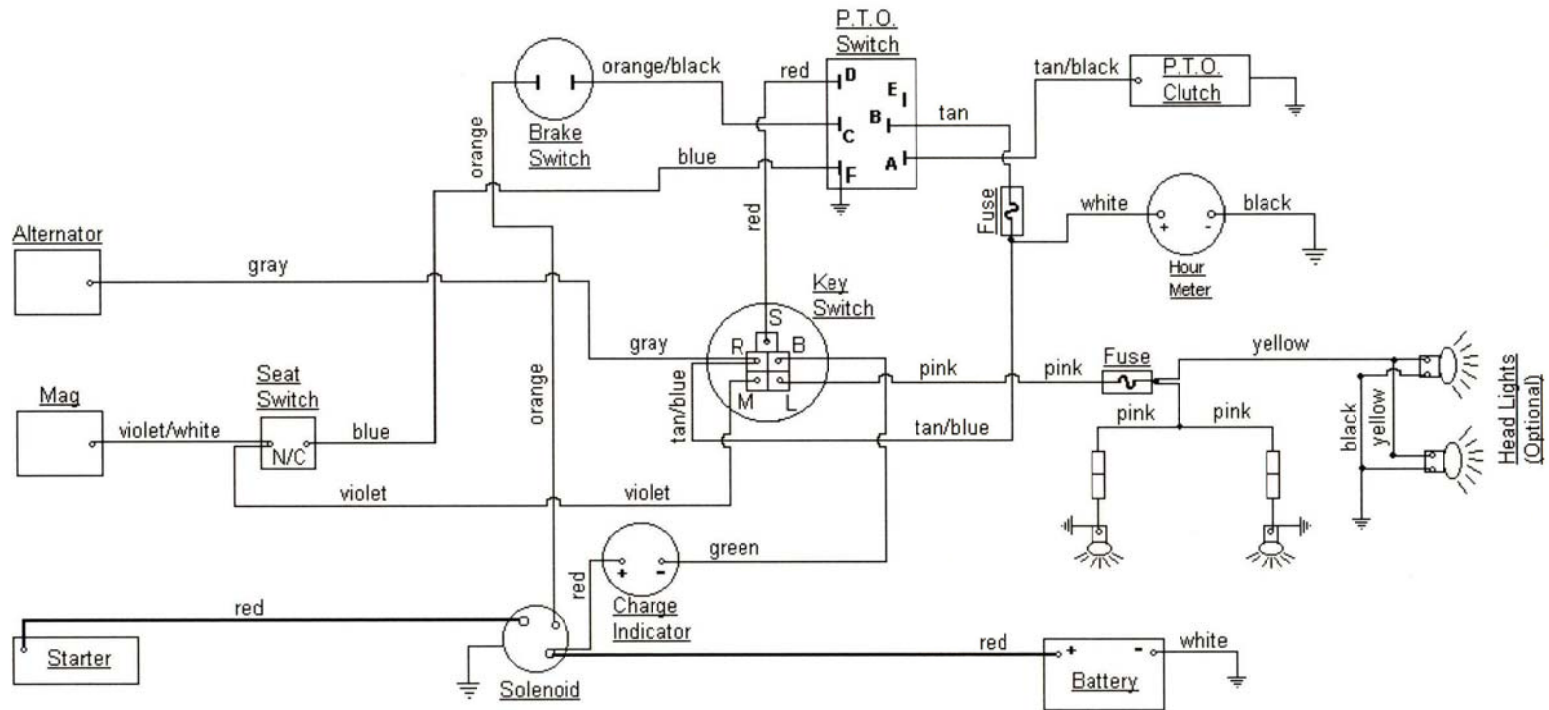 P.T.O.
Switch
red
D
E
B
C
F
A
orange/black
Brake
Switch
orange
blue
tan
tan/black
P.T.O.
Clutch
Fuse
white
+
-
black
Hour
Meter
Alternator
gray
red
Key
Switch
S
R
B
M
L
gray
tan/blue
pink
pink
Fuse
yellow
pink
pink
black
yellow
Head Lights
(Optional)
Mag
violet/white
Seat
Switch
N/C
blue
orange
tan/blue
violet
violet
green
red
+
-
Charge
Indicator
red
Starter
Solenoid
red
+
-
Battery
white